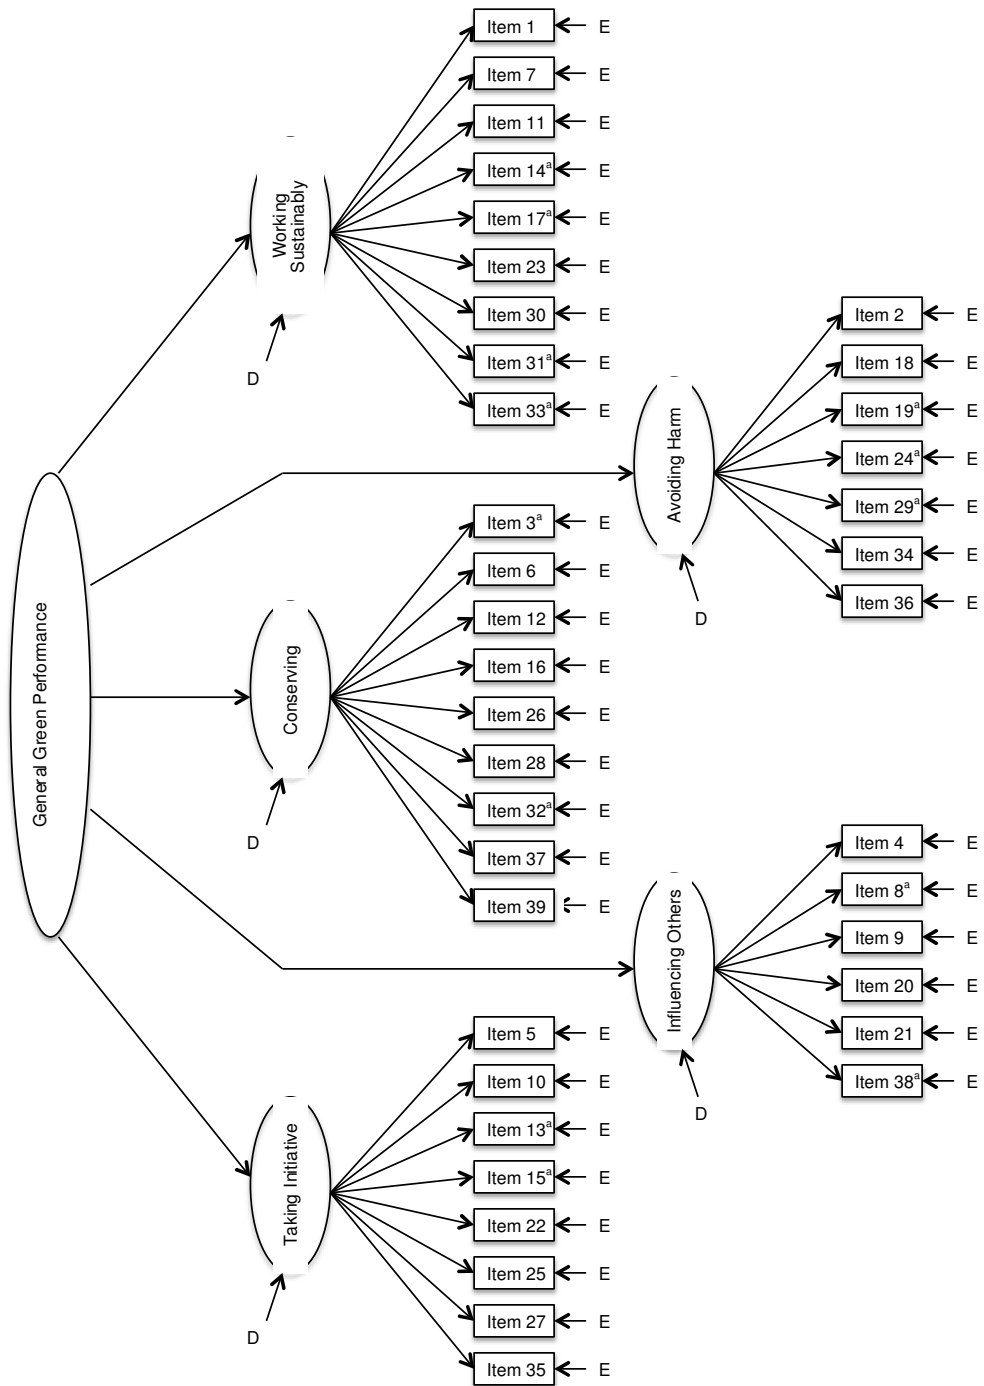 General Green Performance
Working
Sustainably
D
Item 1 E
Item 7 E
Item 11 E
Item 14ᵃ E
Item 17ᵃ E
Item 23 E
Item 30 E
Item 31ᵃ E
Item 33ᵃ E
Avoiding Harm
D
Item 2 E
Item 18 E
Item 19ᵃ E
Item 24ᵃ E
Item 29ᵃ E
Item 34 E
Item 36 E
Conserving
D
Item 3ᵃ E
Item 6 E
Item 12 E
Item 16 E
Item 26 E
Item 28 E
Item 32ᵃ E
Item 37 E
Item 39 E
Influencing Others
D
Item 4 E
Item 8ᵃ E
Item 9 E
Item 20 E
Item 21 E
Item 38ᵃ E
Taking Initiative
D
Item 5 E
Item 10 E
Item 13ᵃ E
Item 15ᵃ E
Item 22 E
Item 25 E
Item 27 E
Item 35 E